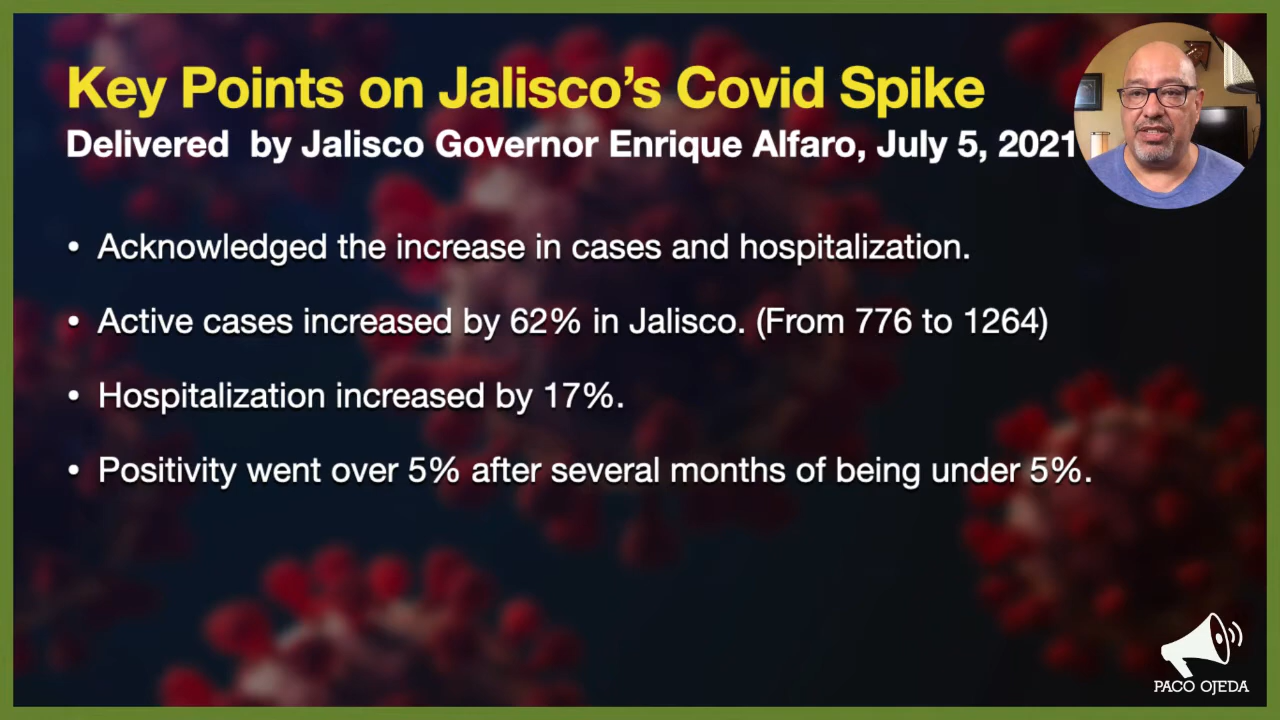 Key Points on Jalisco’s Covid Spike
Delivered  by Jalisco Governor Enrique Alfaro, July 5, 2021
• Acknowledged the increase in cases and hospitalization.
• Active cases increased by 62% in Jalisco. (From 776 to 1264)
• Hospitalization increased by 17%.
• Positivity went over 5% after several months of being under 5%.
PACO OJEDA